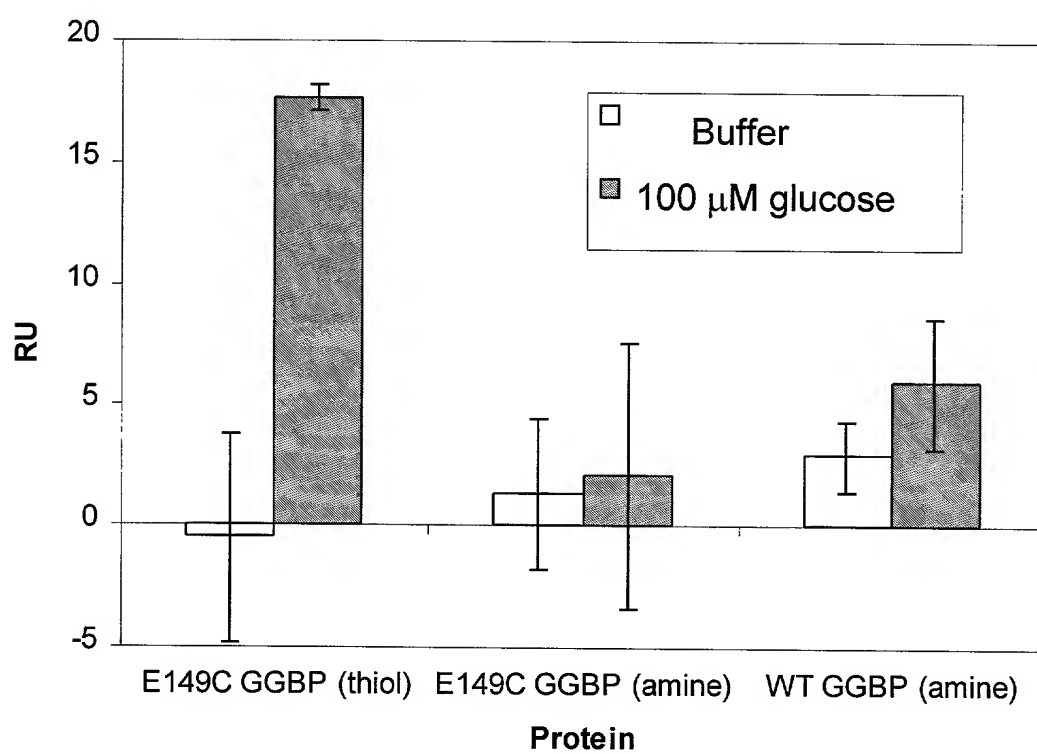 20
15
10
5
0
-5
RU
Buffer
100 μM glucose
E149C GGBP (thiol) E149C GGBP (amine) WT GGBP (amine)
Protein